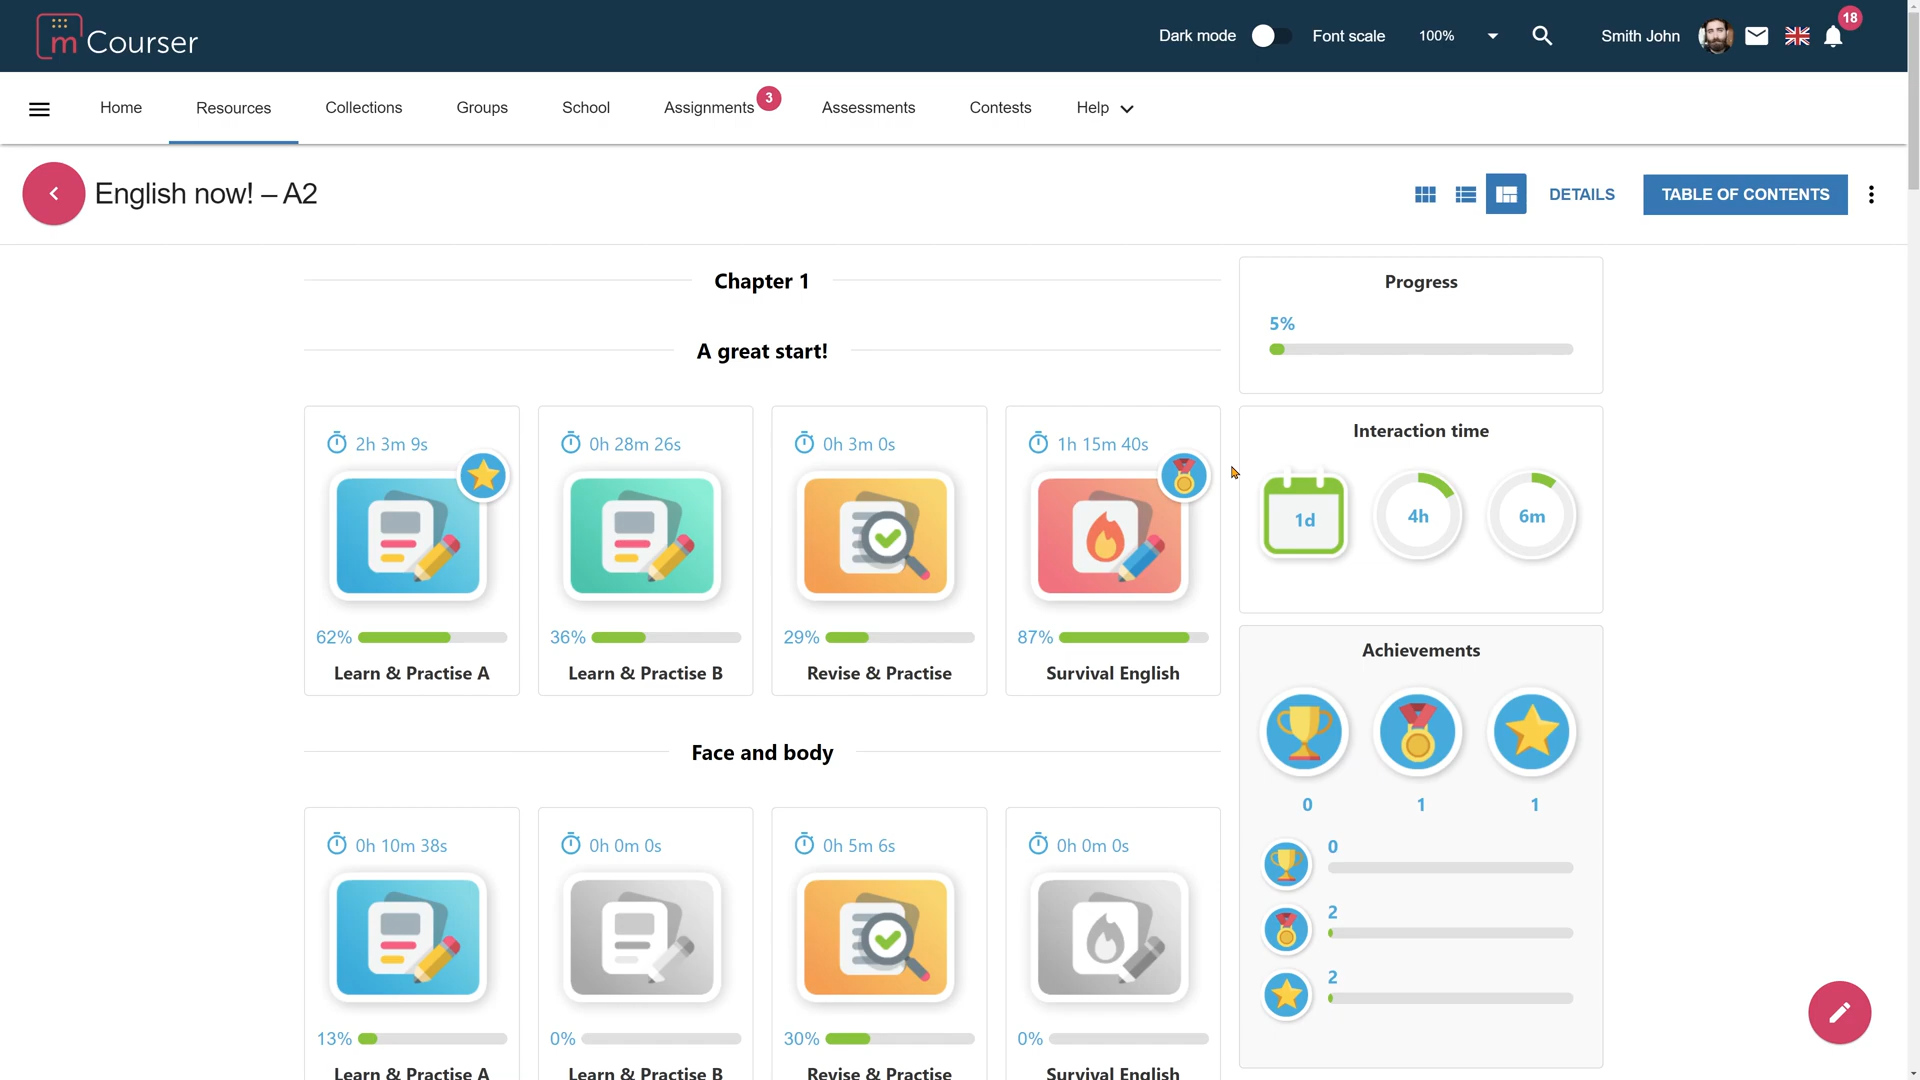 m Courser
Dark mode Font scale 100% Smith John 18
Home Resources Collections Groups School Assignments 3 Assessments Contests Help
English now! – A2 DETAILS TABLE OF CONTENTS
Chapter 1
A great start!
2h 3m 9s 0h 28m 26s 0h 3m 0s 1h 15m 40s
62% 36% 29% 87%
Learn & Practise A Learn & Practise B Revise & Practise Survival English
Face and body
0h 10m 38s 0h 0m 0s 0h 5m 6s 0h 0m 0s
13% 0% 30% 0%
Learn & Practise A Learn & Practise B Revise & Practise Survival English
Progress
5%
Interaction time
1d 4h 6m
Achievements
0 1 1
0
2
2